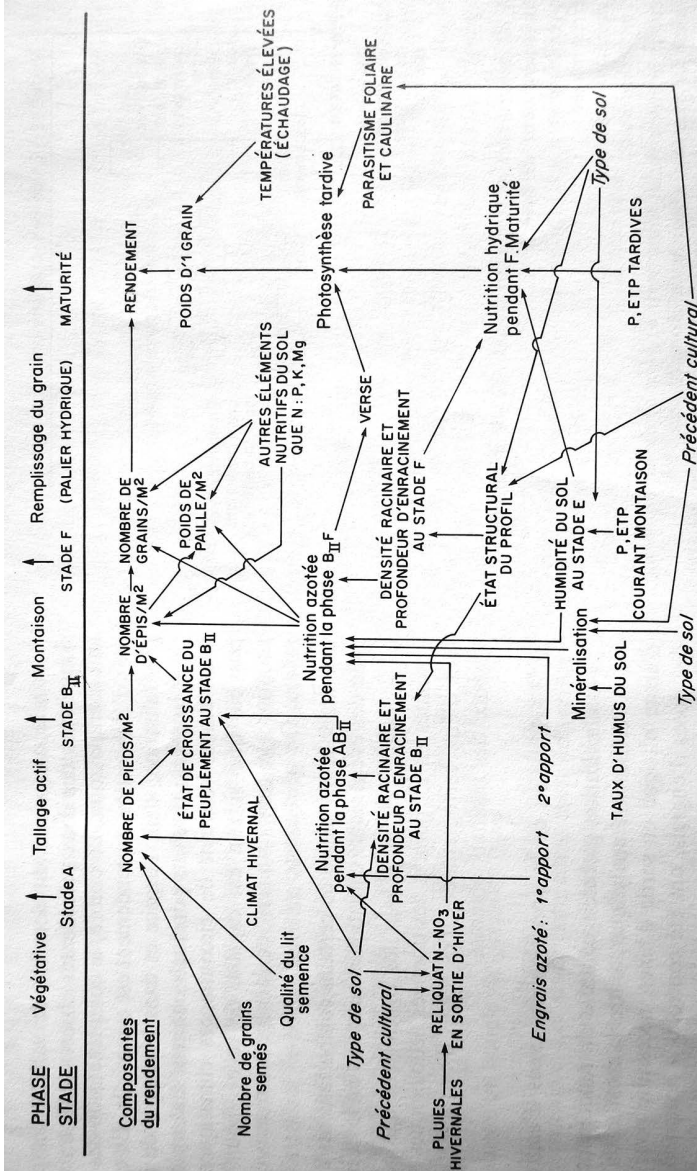 PHASE
Végétative
Tallage actif
Montaison
Remplissage du grain
STADE
Stade A
STADE B II
STADE F
(PALIER HYDRIQUE)
MATURITÉ
Composantes
du rendement
NOMBRE DE PIEDS/M²
NOMBRE
D'ÉPIS/M²
NOMBRE DE
GRAINS/M²
RENDEMENT
Nombre de grains
semés
Qualité du lit
semence
CLIMAT HIVERNAL
ÉTAT DE CROISSANCE DU
PEUPLEMENT AU STADE B II
POIDS DE
PAILLE/M²
POIDS D'1 GRAIN
AUTRES ÉLÉMENTS
NUTRITIFS DU SOL
QUE N : P, K, Mg
TEMPÉRATURES ÉLEVÉES
(ÉCHAUDAGE)
Nutrition azotée
pendant la phase AB II
Nutrition azotée
pendant la phase B II F
VERSE
Photosynthèse tardive
PARASITISME FOLIAIRE
ET CAULINAIRE
Type de sol
Précédent cultural
DENSITÉ RACINAIRE ET
PROFONDEUR D'ENRACINEMENT
AU STADE B II
DENSITÉ RACINAIRE ET
PROFONDEUR D'ENRACINEMENT
AU STADE F
PLUIES
HIVERNALES
RELIQUAT N-NO3
EN SORTIE D'HIVER
ÉTAT STRUCTURAL
DU PROFIL
Nutrition hydrique
pendant F. Maturité
Type de sol
Engrais azoté: 1° apport 2° apport
Minéralisation
HUMIDITÉ DU SOL
AU STADE E
TAUX D'HUMUS DU SOL
P, ETP
COURANT MONTAISON
P, ETP TARDIVES
Type de sol
Précédent cultural